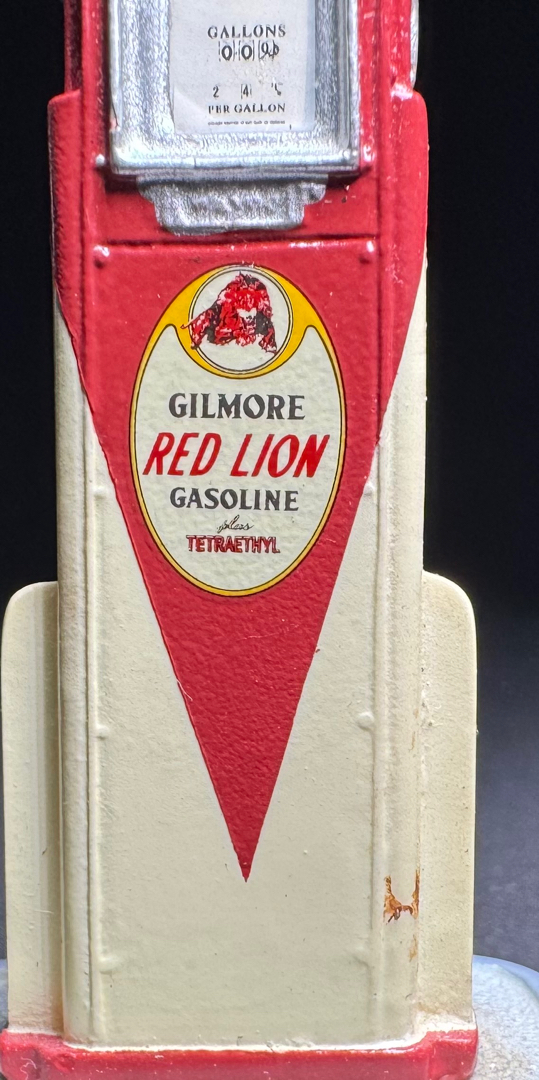 GALLONS
PER GALLON
GILMORE
RED LION
GASOLINE
plus
TETRAETHYL